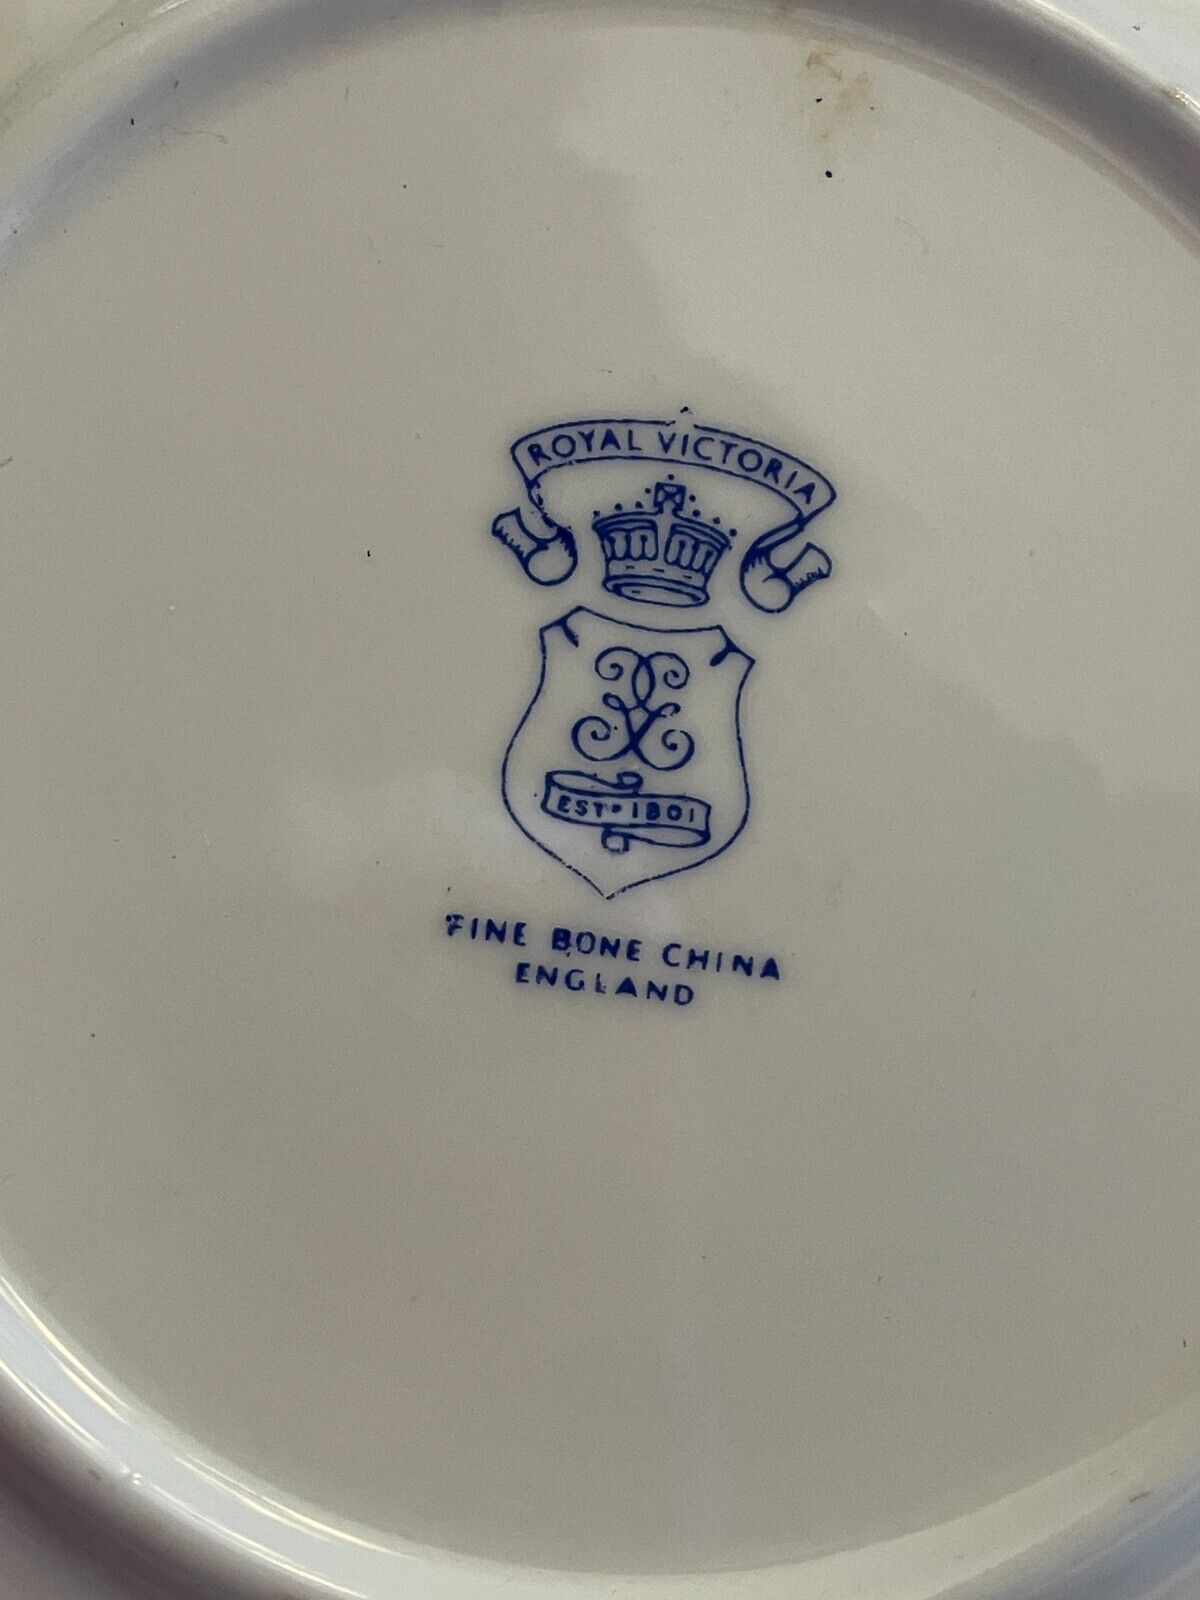 ROYAL VICTORIA
ESTD 1801
FINE BONE CHINA
ENGLAND